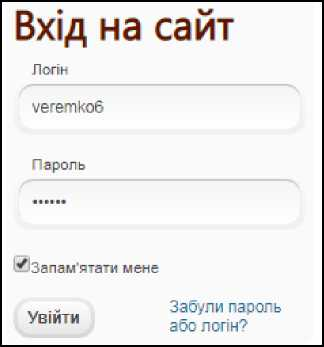 Вхід на сайт
Логін
veremko6
Пароль
••••••
Запам'ятати мене
Увійти
Забули пароль
або логін?